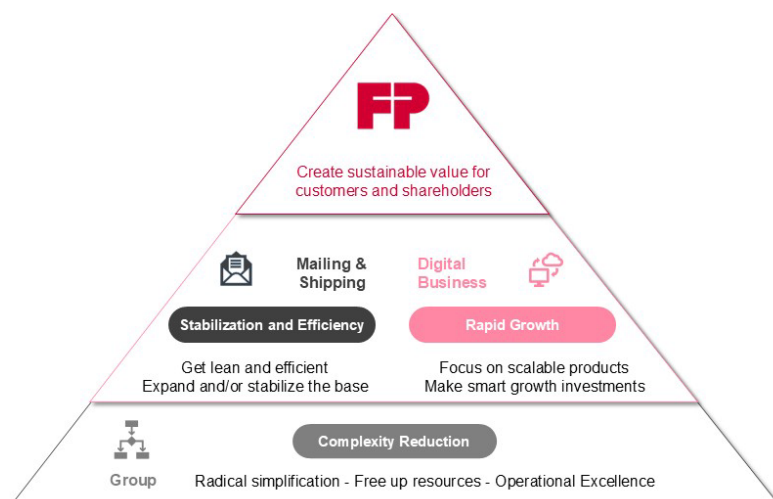 FP
Create sustainable value for
customers and shareholders
Mailing &
Shipping
Digital
Business
Stabilization and Efficiency
Rapid Growth
Get lean and efficient
Expand and/or stabilize the base
Focus on scalable products
Make smart growth investments
Complexity Reduction
Group
Radical simplification - Free up resources - Operational Excellence